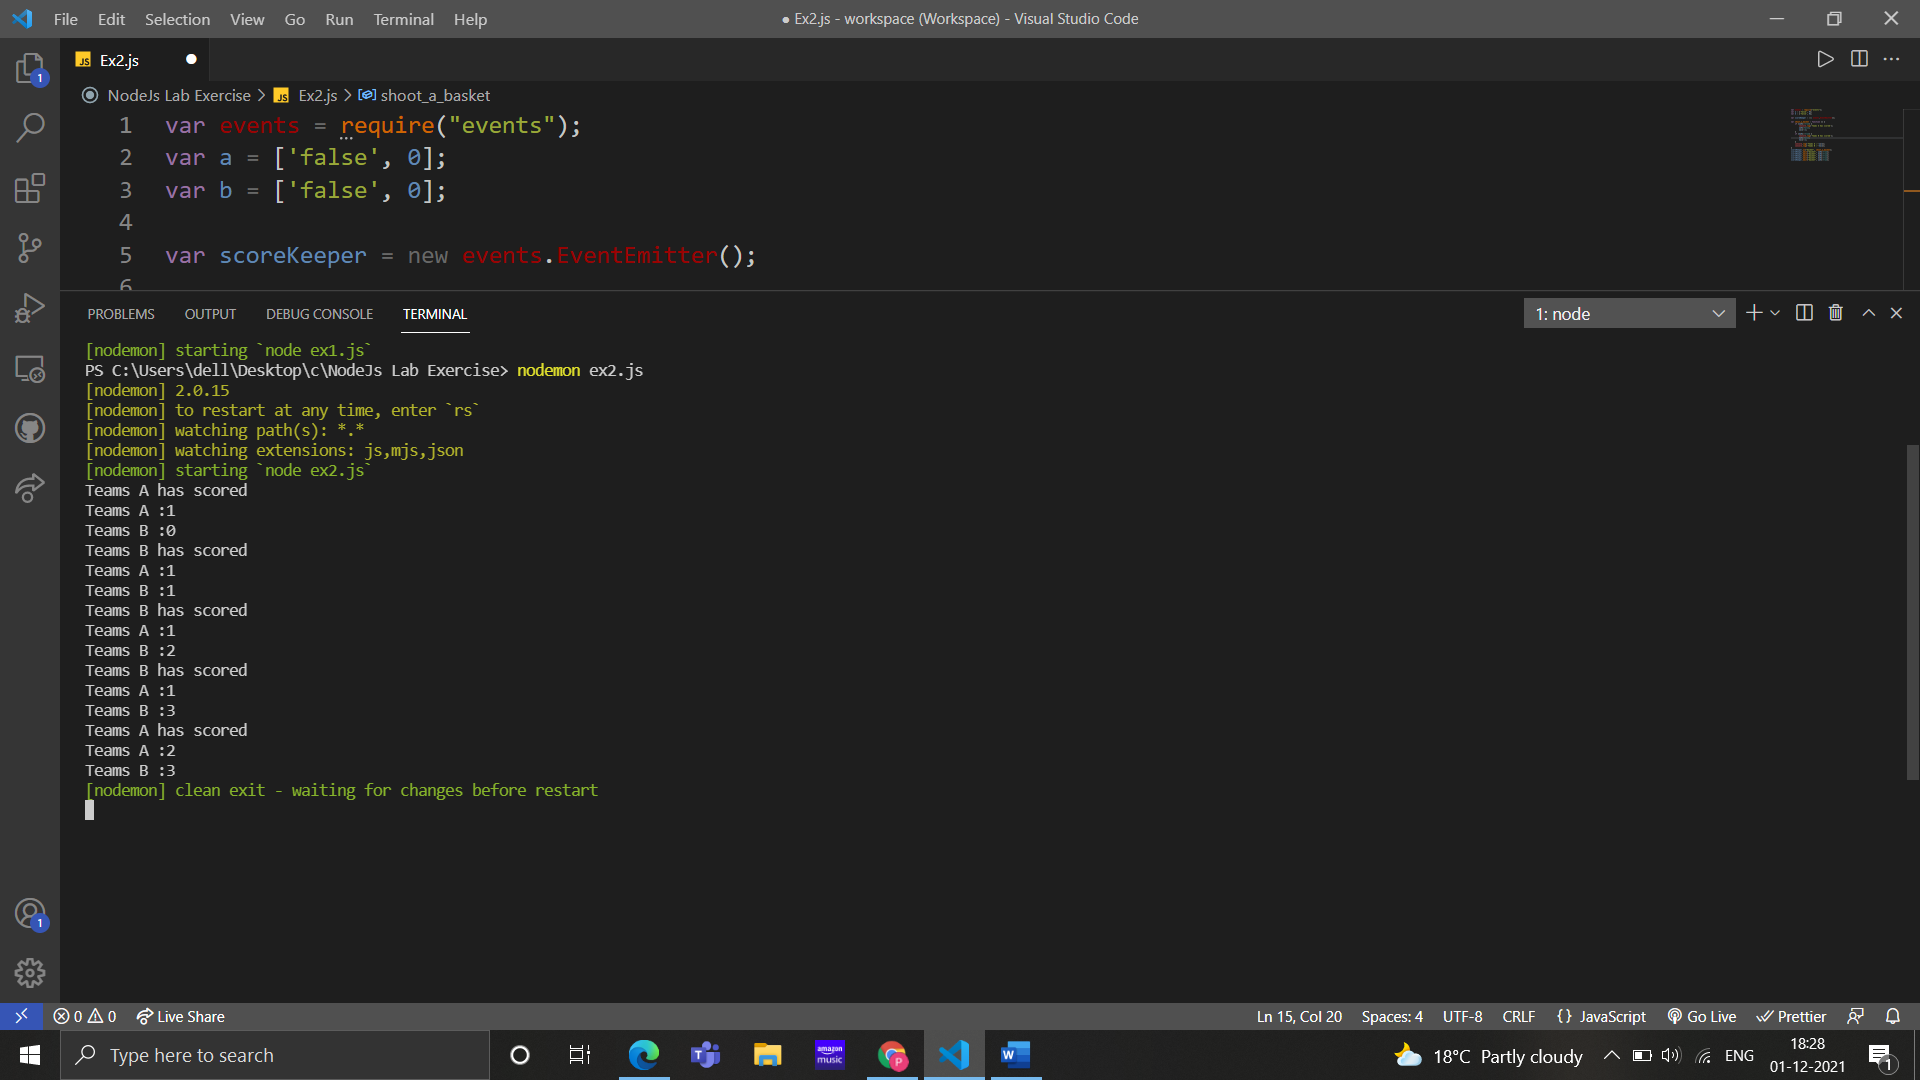 File Edit Selection View Go Run Terminal Help
● Ex2.js - workspace (Workspace) - Visual Studio Code
JS Ex2.js ●
1
NodeJs Lab Exercise > JS Ex2.js > shoot_a_basket
1 var events = require("events");
2 var a = ['false', 0];
3 var b = ['false', 0];
4
5 var scoreKeeper = new events.EventEmitter();
6
PROBLEMS OUTPUT DEBUG CONSOLE TERMINAL
1: node
[nodemon] starting `node ex1.js`
PS C:\Users\dell\Desktop\c\NodeJs Lab Exercise> nodemon ex2.js
[nodemon] 2.0.15
[nodemon] to restart at any time, enter `rs`
[nodemon] watching path(s): *.*
[nodemon] watching extensions: js,mjs,json
[nodemon] starting `node ex2.js`
Teams A has scored
Teams A :1
Teams B :0
Teams B has scored
Teams A :1
Teams B :1
Teams B has scored
Teams A :1
Teams B :2
Teams B has scored
Teams A :1
Teams B :3
Teams A has scored
Teams A :2
Teams B :3
[nodemon] clean exit - waiting for changes before restart
1
0 0 Live Share
Ln 15, Col 20 Spaces: 4 UTF-8 CRLF {} JavaScript Go Live Prettier
Type here to search
amazon music
18°C Partly cloudy
ENG
18:28
01-12-2021
1